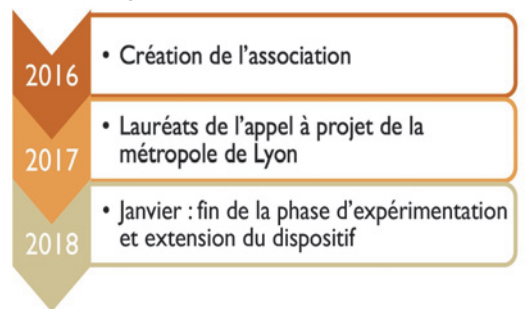 2016
• Création de l'association
2017
• Lauréats de l'appel à projet de la
métropole de Lyon
2018
• Janvier : fin de la phase d'expérimentation
et extension du dispositif